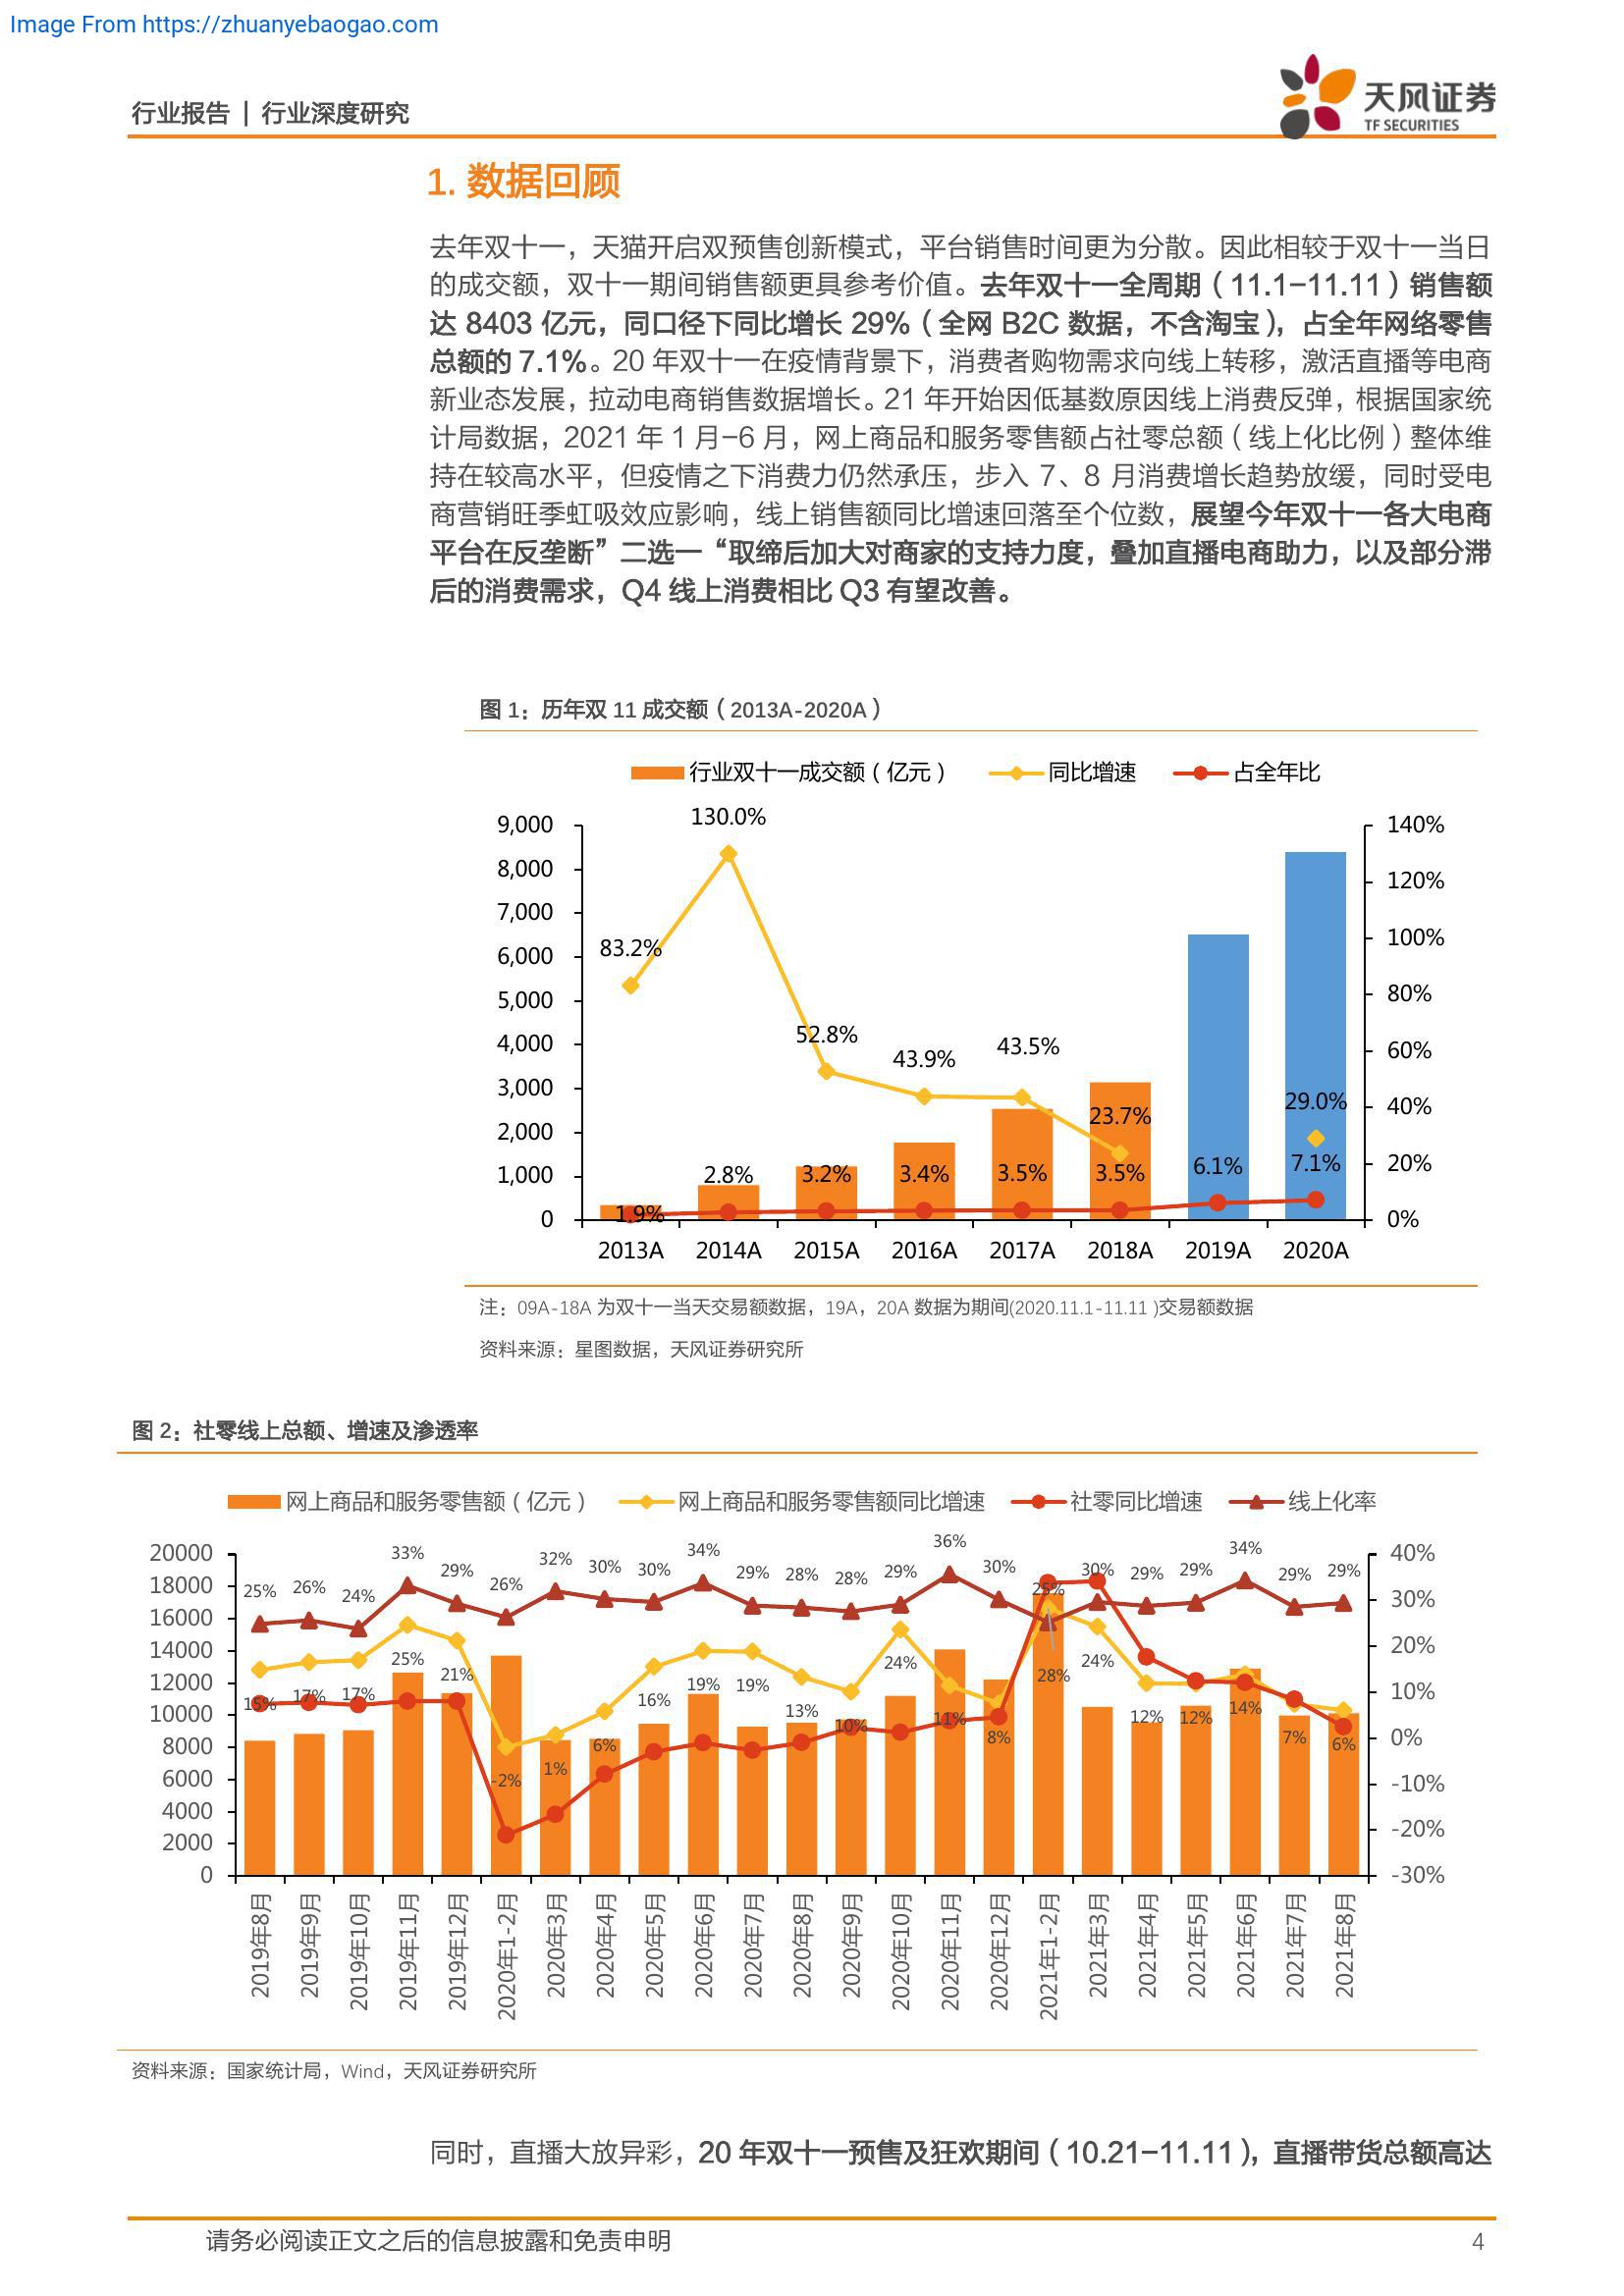 Image From https://zhuanyebaogao.com
行业报告 | 行业深度研究
天风证券
TF SECURITIES
1. 数据回顾
去年双十一，天猫开启双预售创新模式，平台销售时间更为分散。因此相较于双十一当日
的成交额，双十一期间销售额更具参考价值。去年双十一全周期（11.1-11.11）销售额
达 8403 亿元，同口径下同比增长 29%（全网 B2C 数据，不含淘宝），占全年网络零售
总额的 7.1%。20 年双十一在疫情背景下，消费者购物需求向线上转移，激活直播等电商
新业态发展，拉动电商销售数据增长。21 年开始因低基数原因线上消费反弹，根据国家统
计局数据，2021 年 1 月-6 月，网上商品和服务零售额占社零总额（线上化比例）整体维
持在较高水平，但疫情之下消费力仍然承压，步入 7、8 月消费增长趋势放缓，同时受电
商营销旺季虹吸效应影响，线上销售额同比增速回落至个位数，展望今年双十一各大电商
平台在反垄断”二选一“取缔后加大对商家的支持力度，叠加直播电商助力，以及部分滞
后的消费需求，Q4 线上消费相比 Q3 有望改善。
图 1：历年双 11 成交额（2013A-2020A）
行业双十一成交额（亿元） 同比增速 占全年比
9,000 8,000 7,000 6,000 5,000 4,000 3,000 2,000 1,000 0
83.2% 130.0% 52.8% 43.9% 43.5% 23.7% 29.0%
1.9% 2.8% 3.2% 3.4% 3.5% 3.5% 6.1% 7.1%
140% 120% 100% 80% 60% 40% 20% 0%
2013A 2014A 2015A 2016A 2017A 2018A 2019A 2020A
注：09A-18A 为双十一当天交易额数据，19A，20A 数据为期间(2020.11.1-11.11 )交易额数据
资料来源：星图数据，天风证券研究所
图 2：社零线上总额、增速及渗透率
网上商品和服务零售额（亿元） 网上商品和服务零售额同比增速 社零同比增速 线上化率
20000 18000 16000 14000 12000 10000 8000 6000 4000 2000 0
25% 26% 24% 33% 29% 26% 32% 30% 30% 34% 29% 28% 28% 29% 36% 30% 25% 30% 29% 29% 34% 29% 29%
15% 17% 17% 25% 21% -2% 1% 6% 16% 19% 19% 13% 10% 24% 11% 8% 28% 24% 12% 12% 14% 7% 6%
40% 30% 20% 10% 0% -10% -20% -30%
2019年8月 2019年9月 2019年10月 2019年11月 2019年12月 2020年1-2月 2020年3月 2020年4月 2020年5月 2020年6月 2020年7月 2020年8月 2020年9月 2020年10月 2020年11月 2020年12月 2021年1-2月 2021年3月 2021年4月 2021年5月 2021年6月 2021年7月 2021年8月
资料来源：国家统计局，Wind，天风证券研究所
同时，直播大放异彩，20 年双十一预售及狂欢期间（10.21-11.11），直播带货总额高达
请务必阅读正文之后的信息披露和免责申明
4